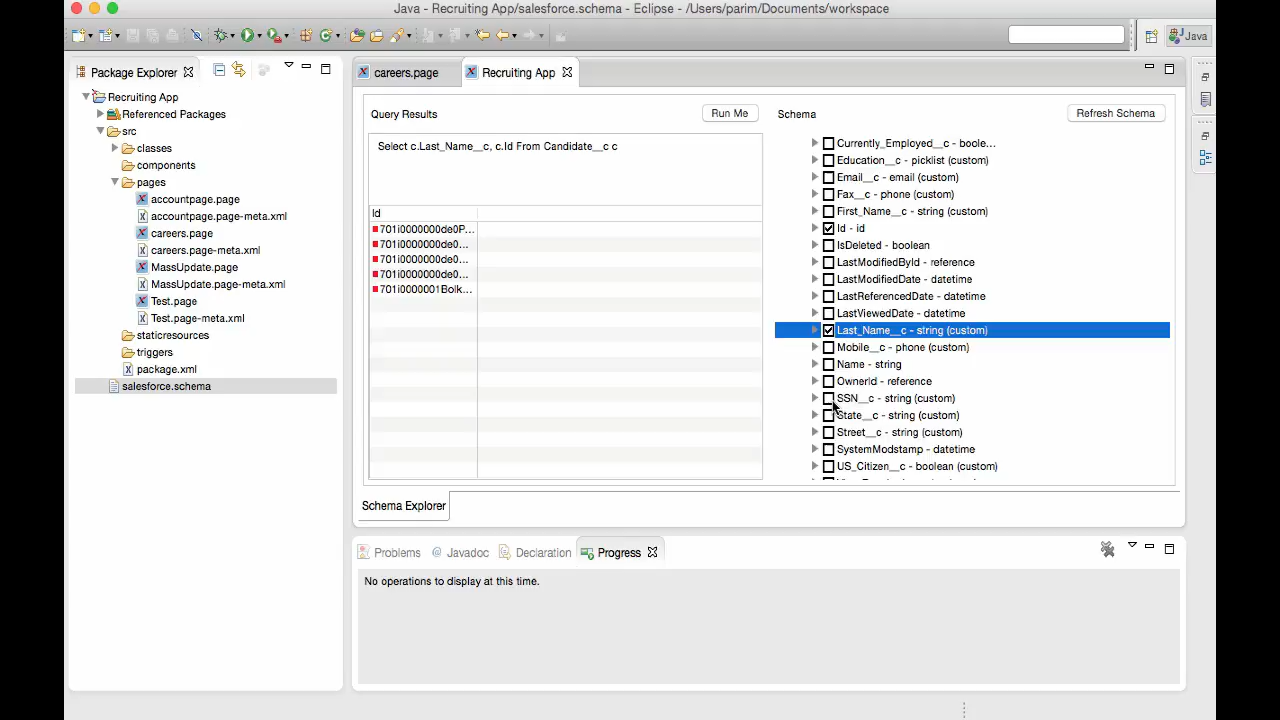 Java - Recruiting App/salesforce.schema - Eclipse - /Users/parim/Documents/workspace
Java
Package Explorer
Recruiting App
Referenced Packages
src
classes
components
pages
accountpage.page
accountpage.page-meta.xml
careers.page
careers.page-meta.xml
MassUpdate.page
MassUpdate.page-meta.xml
Test.page
Test.page-meta.xml
staticresources
triggers
package.xml
salesforce.schema
careers.page
Recruiting App
Query Results
Run Me
Select c.Last_Name__c, c.Id From Candidate__c c
Id
701i0000000de0P...
701i0000000de0...
701i0000000de0...
701i0000000de0...
701i0000001Bolk...
Schema
Refresh Schema
Currently_Employed__c - boole...
Education__c - picklist (custom)
Email__c - email (custom)
Fax__c - phone (custom)
First_Name__c - string (custom)
Id - id
IsDeleted - boolean
LastModifiedById - reference
LastModifiedDate - datetime
LastReferencedDate - datetime
LastViewedDate - datetime
Last_Name__c - string (custom)
Mobile__c - phone (custom)
Name - string
OwnerId - reference
SSN__c - string (custom)
State__c - string (custom)
Street__c - string (custom)
SystemModstamp - datetime
US_Citizen__c - boolean (custom)
Schema Explorer
Problems
@ Javadoc
Declaration
Progress
No operations to display at this time.